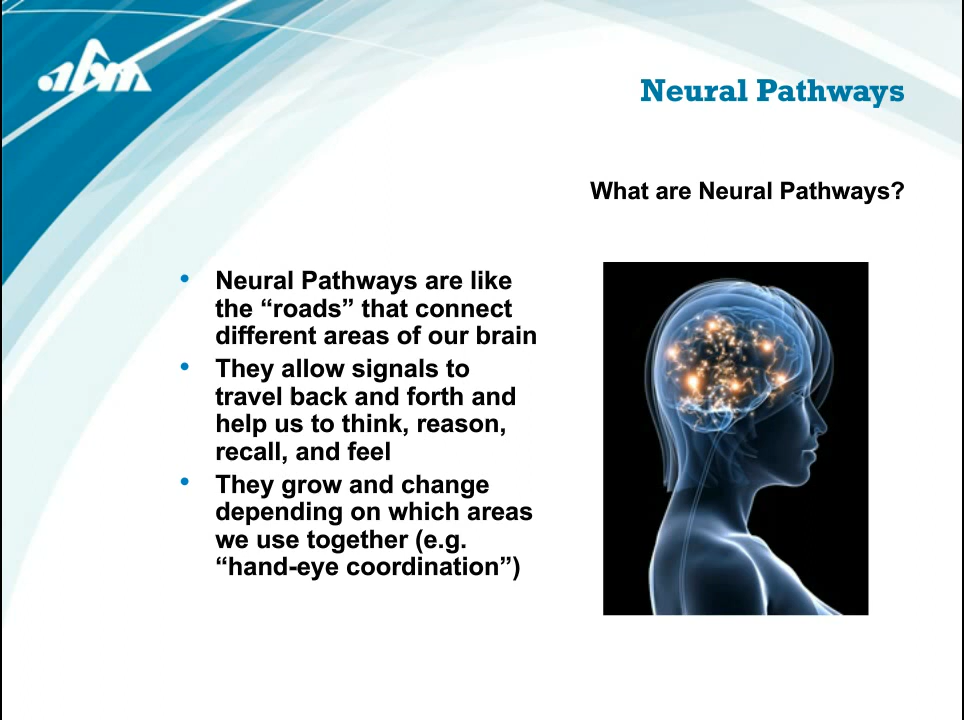 abm
Neural Pathways
What are Neural Pathways?
• Neural Pathways are like
the “roads” that connect
different areas of our brain
• They allow signals to
travel back and forth and
help us to think, reason,
recall, and feel
• They grow and change
depending on which areas
we use together (e.g.
“hand-eye coordination”)